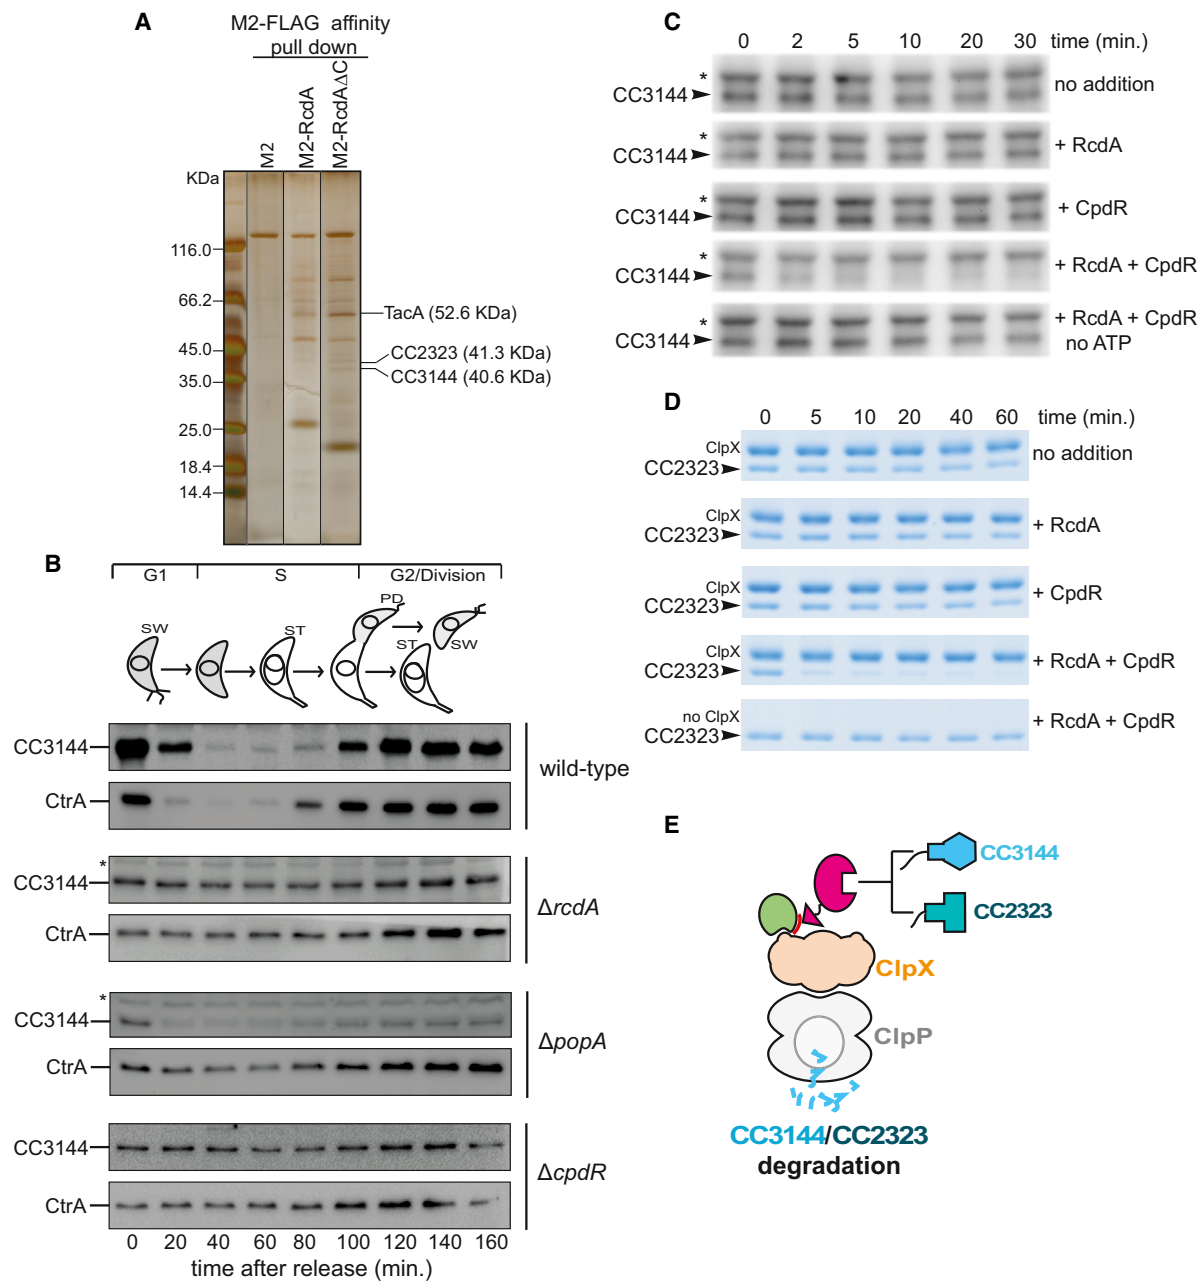 A
M2-FLAG affinity
pull down
M2
M2-RcdA
M2-RcdAΔC
KDa
116.0
66.2
45.0
35.0
25.0
18.4
14.4
TacA (52.6 KDa)
CC2323 (41.3 KDa)
CC3144 (40.6 KDa)
B
G1 S G2/Division
SW ST PD ST SW
CC3144
CtrA
wild-type
*
CC3144
CtrA
ΔrcdA
*
CC3144
CtrA
ΔpopA
CC3144
CtrA
ΔcpdR
0 20 40 60 80 100 120 140 160
time after release (min.)
C
0 2 5 10 20 30 time (min.)
*
CC3144
no addition
*
CC3144
+ RcdA
*
CC3144
+ CpdR
*
CC3144
+ RcdA + CpdR
*
CC3144
+ RcdA + CpdR
no ATP
D
0 5 10 20 40 60 time (min.)
ClpX
CC2323
no addition
ClpX
CC2323
+ RcdA
ClpX
CC2323
+ CpdR
ClpX
CC2323
+ RcdA + CpdR
no ClpX
CC2323
+ RcdA + CpdR
E
CC3144
CC2323
ClpX
ClpP
CC3144/CC2323
degradation